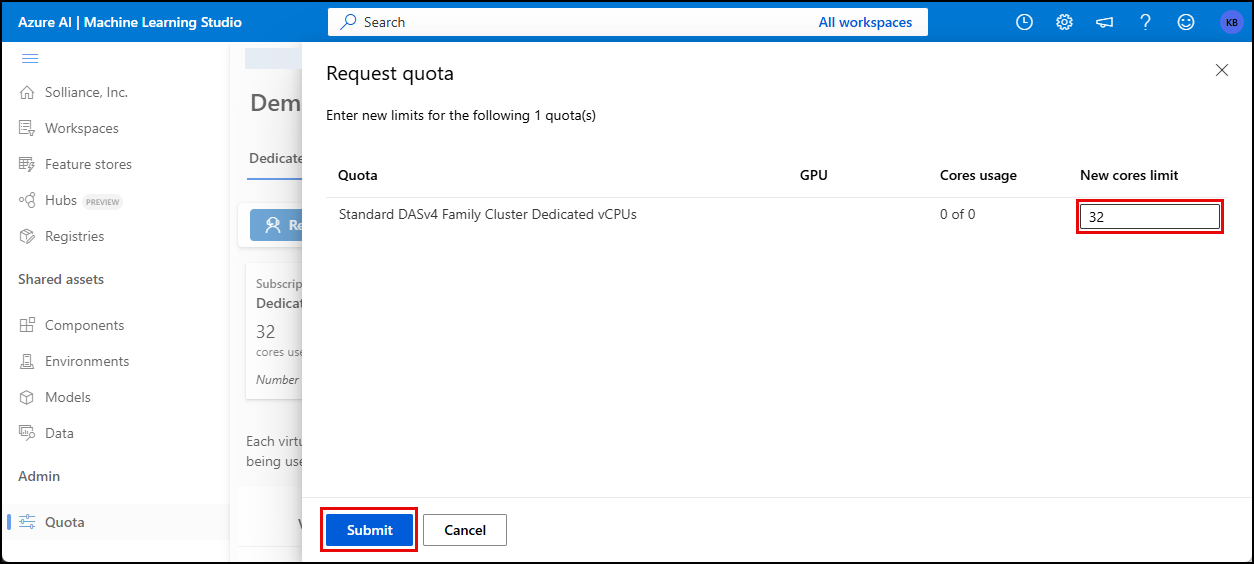 Azure AI | Machine Learning Studio
Search
All workspaces
KB
Solliance, Inc.
Workspaces
Feature stores
Hubs PREVIEW
Registries
Shared assets
Components
Environments
Models
Data
Admin
Quota
Dem
Dedicate
Re
Subscrip
Dedicat
32
cores use
Number
Each virtu
being use
V
Request quota
Enter new limits for the following 1 quota(s)
Quota GPU Cores usage New cores limit
Standard DASv4 Family Cluster Dedicated vCPUs 0 of 0 32
Submit Cancel